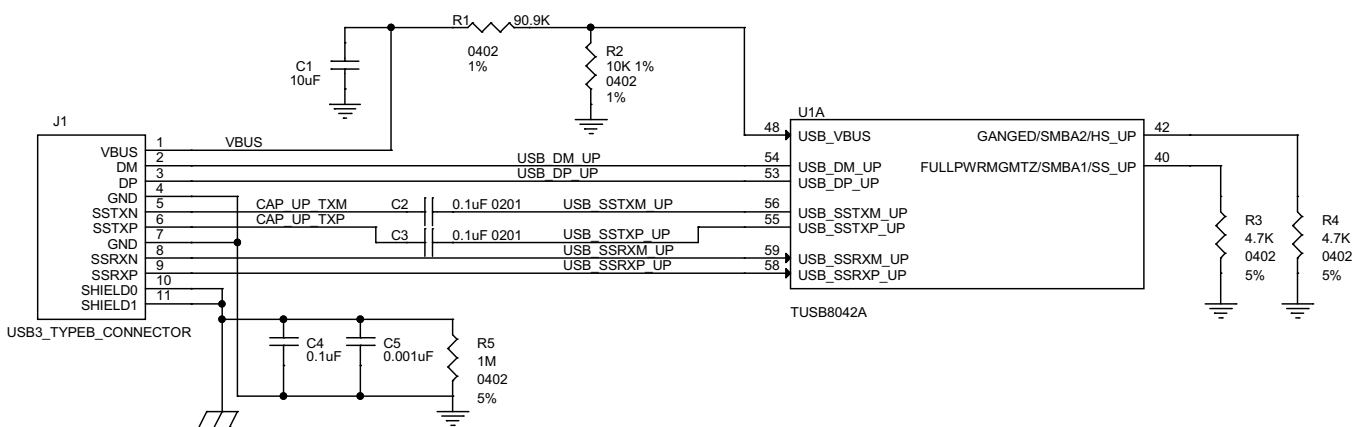 R1
90.9K
0402
1%
C1
10uF
R2
10K 1%
0402
1%
J1
VBUS
DM
DP
GND
SSTXN
SSTXP
GND
SSRXN
SSRXP
SHIELD0
SHIELD1
1
2
3
4
5
6
7
8
9
10
11
USB3_TYPEB_CONNECTOR
VBUS
USB_DM_UP
USB_DP_UP
CAP_UP_TXM
C2
0.1uF 0201
USB_SSTXM_UP
CAP_UP_TXP
C3
0.1uF 0201
USB_SSTXP_UP
USB_SSRXM_UP
USB_SSRXP_UP
U1A
48
54
53
56
55
59
58
USB_VBUS
USB_DM_UP
USB_DP_UP
USB_SSTXM_UP
USB_SSTXP_UP
USB_SSRXM_UP
USB_SSRXP_UP
GANGED/SMBA2/HS_UP
42
FULLPWRMGMTZ/SMBA1/SS_UP
40
TUSB8042A
R3
4.7K
0402
5%
R4
4.7K
0402
5%
C4
0.1uF
C5
0.001uF
R5
1M
0402
5%